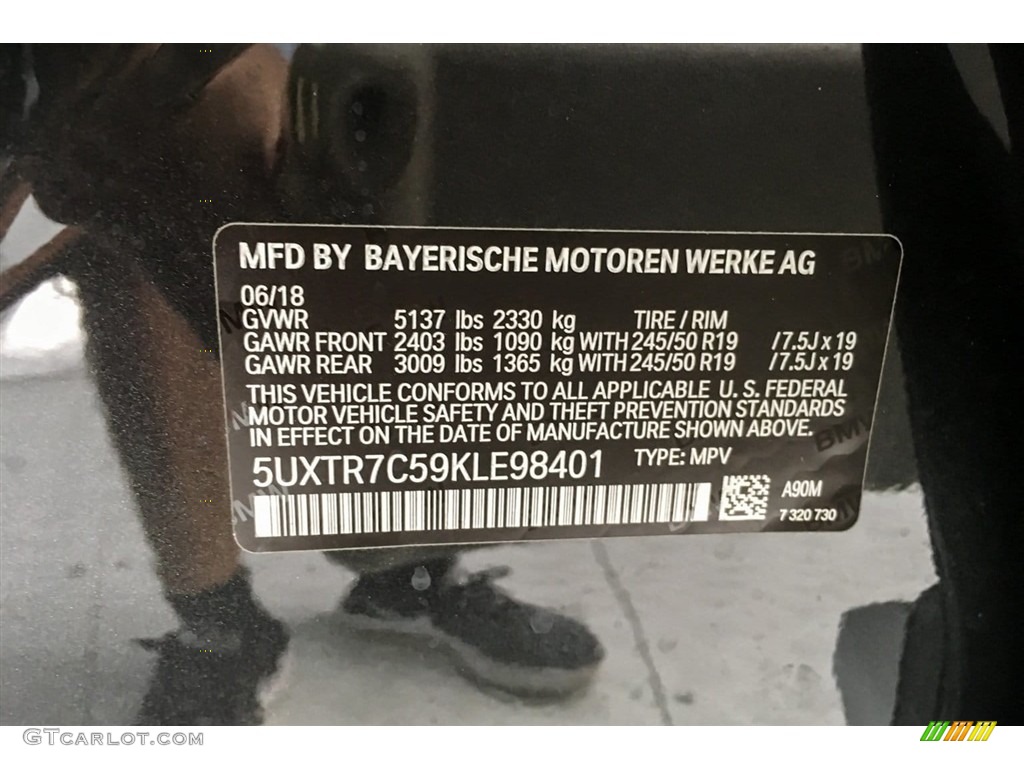 MFD BY BAYERISCHE MOTOREN WERKE AG
06/18
GVWR 5137 lbs 2330 kg TIRE / RIM
GAWR FRONT 2403 lbs 1090 kg WITH 245/50 R19 /7.5J x 19
GAWR REAR 3009 lbs 1365 kg WITH 245/50 R19 /7.5J x 19
THIS VEHICLE CONFORMS TO ALL APPLICABLE U. S. FEDERAL
MOTOR VEHICLE SAFETY AND THEFT PREVENTION STANDARDS
IN EFFECT ON THE DATE OF MANUFACTURE SHOWN ABOVE.
5UXTR7C59KLE98401 TYPE: MPV
A90M
7 320 730
BMW
GTCARLOT.COM